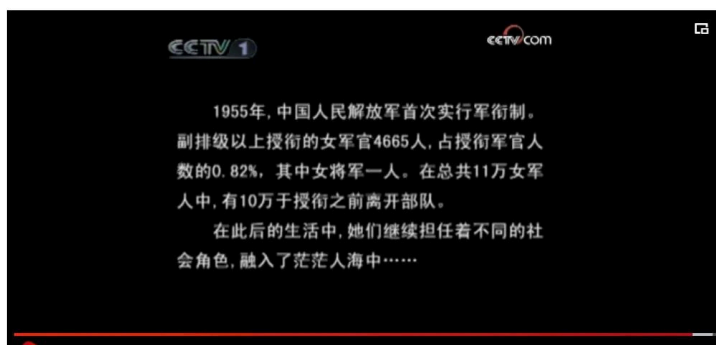 CCTV 1
CCTV.com
1955年,中国人民解放军首次实行军衔制。
副排级以上授衔的女军官4665人,占授衔军官人
数的0.82%，其中女将军一人。在总共11万女军
人中,有10万于授衔之前离开部队。
在此后的生活中,她们继续担任着不同的社
会角色,融入了茫茫人海中……